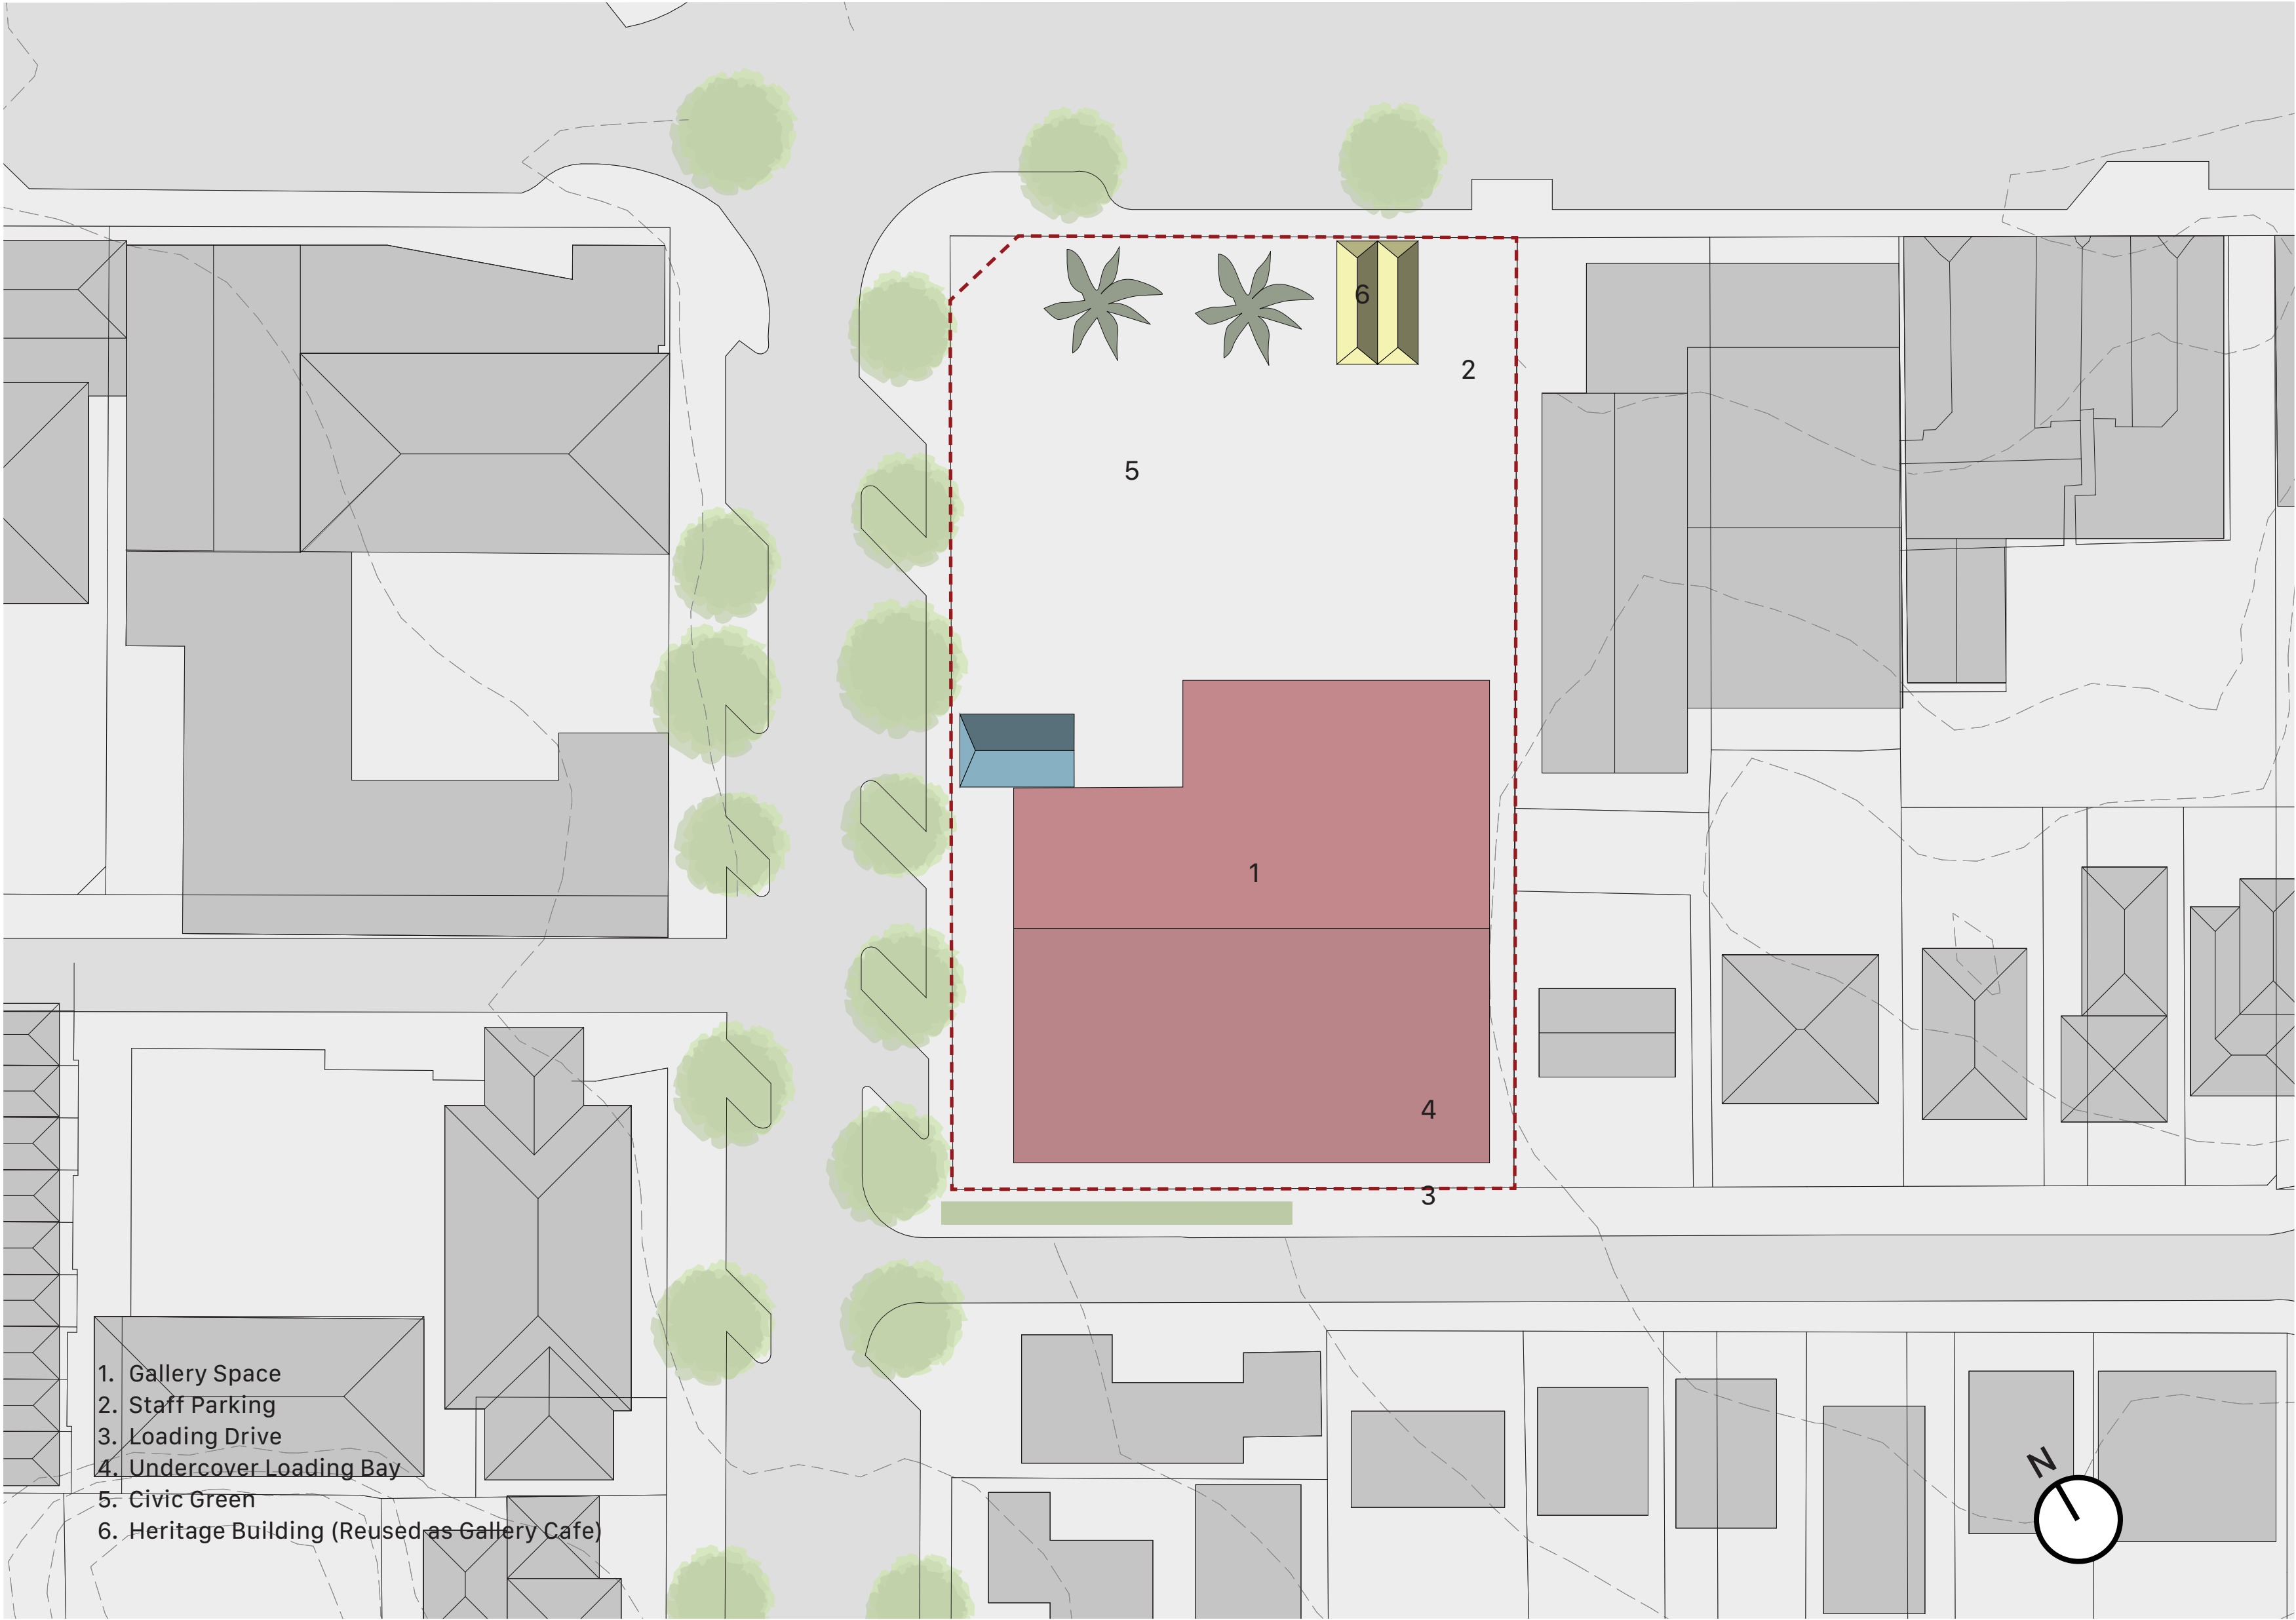 6
2
5
1
4
3
1. Gallery Space
2. Staff Parking
3. Loading Drive
4. Undercover Loading Bay
5. Civic Green
6. Heritage Building (Reused as Gallery Cafe)
N